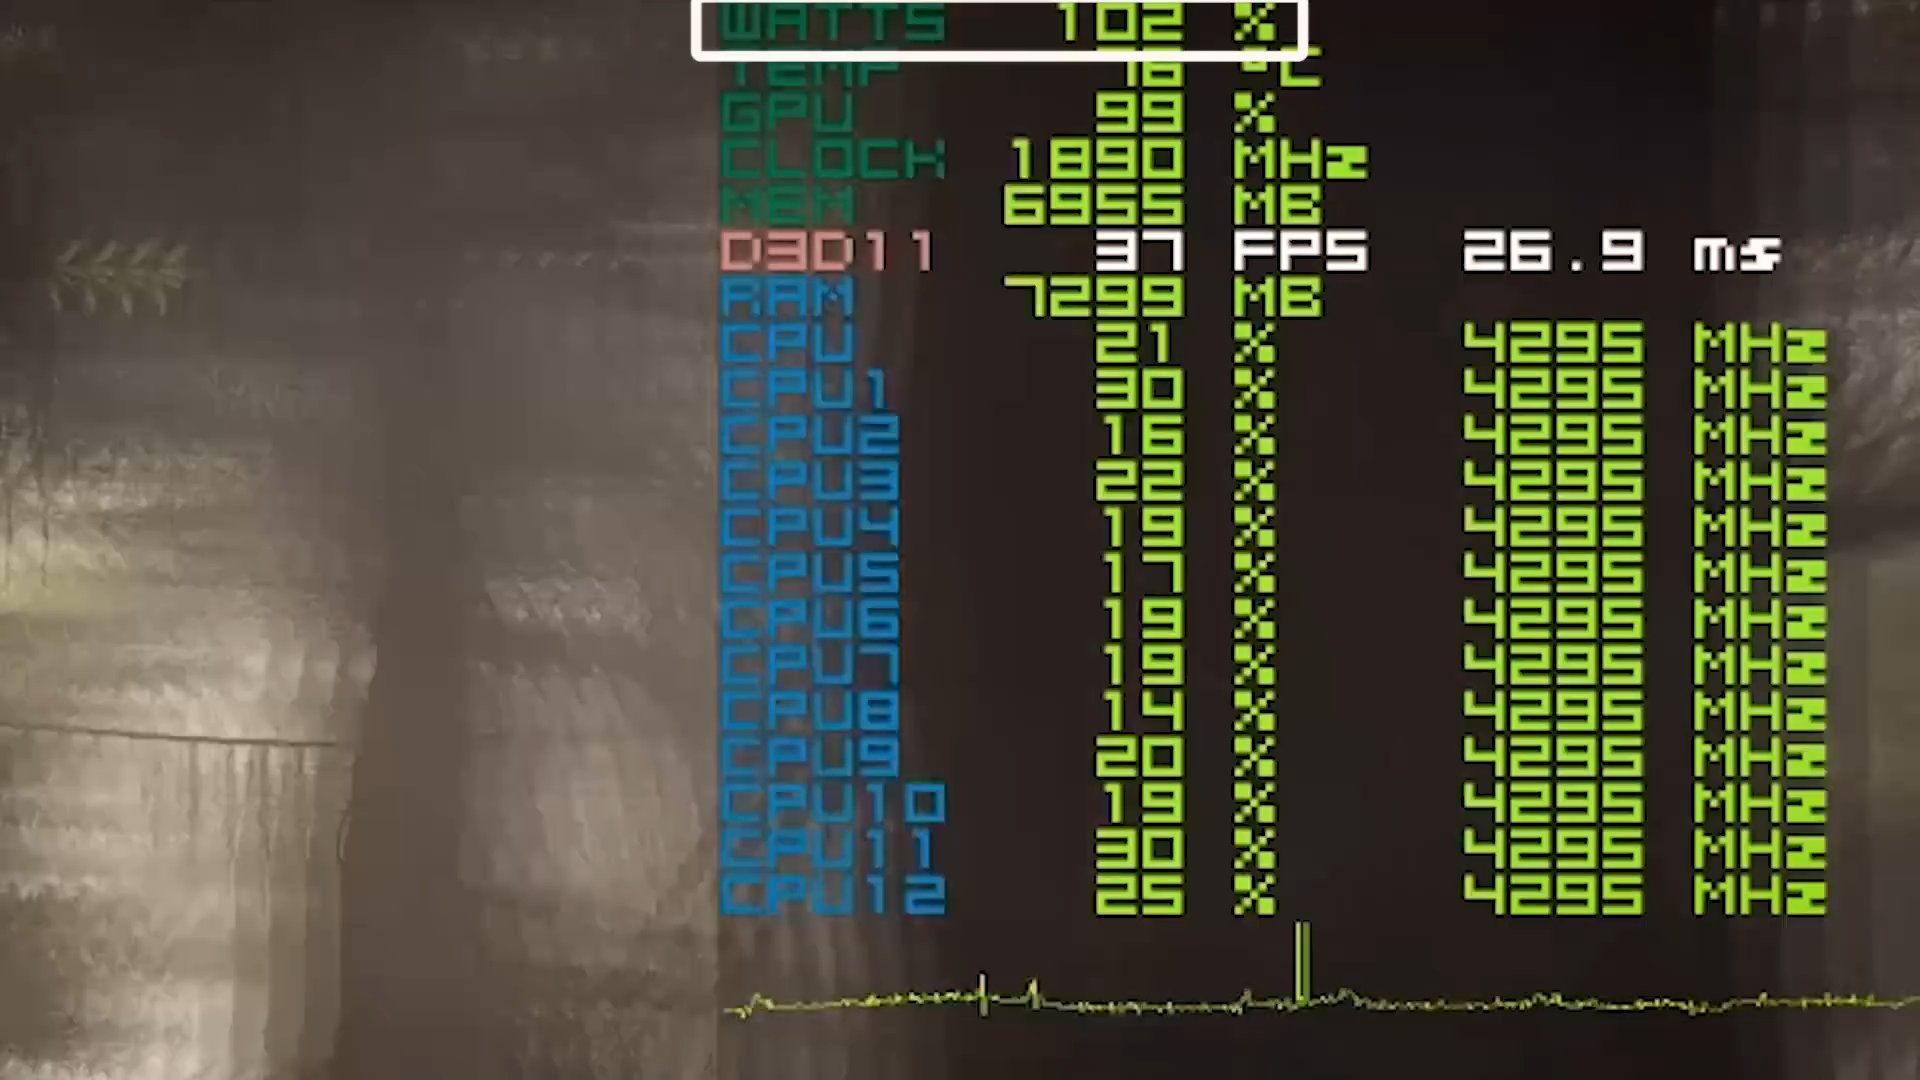 WATTS 102 %
TEMP °C
GPU 99 %
CLOCK 1890 MHz
MEM 6955 MB
D3D11 37 FPS 26.9 ms
RAM 7299 MB
CPU 21 % 4295 MHz
CPU1 30 % 4295 MHz
CPU2 16 % 4295 MHz
CPU3 22 % 4295 MHz
CPU4 19 % 4295 MHz
CPU5 17 % 4295 MHz
CPU6 19 % 4295 MHz
CPU7 19 % 4295 MHz
CPU8 14 % 4295 MHz
CPU9 20 % 4295 MHz
CPU10 19 % 4295 MHz
CPU11 30 % 4295 MHz
CPU12 25 % 4295 MHz